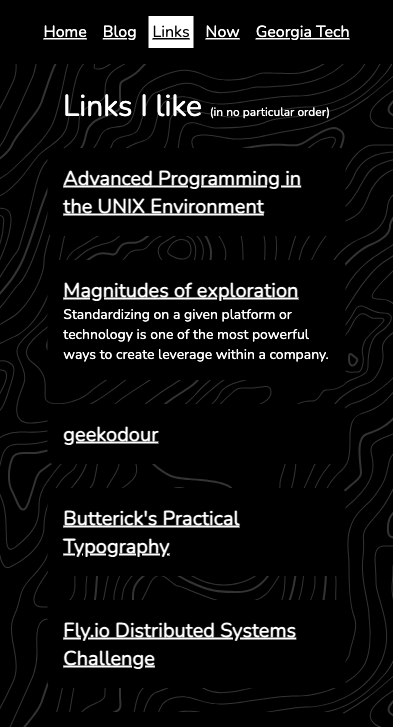 Home Blog Links Now Georgia Tech
Links I like (in no particular order)
Advanced Programming in
the UNIX Environment
Magnitudes of exploration
Standardizing on a given platform or
technology is one of the most powerful
ways to create leverage within a company.
geekodour
Butterick's Practical
Typography
Fly.io Distributed Systems
Challenge